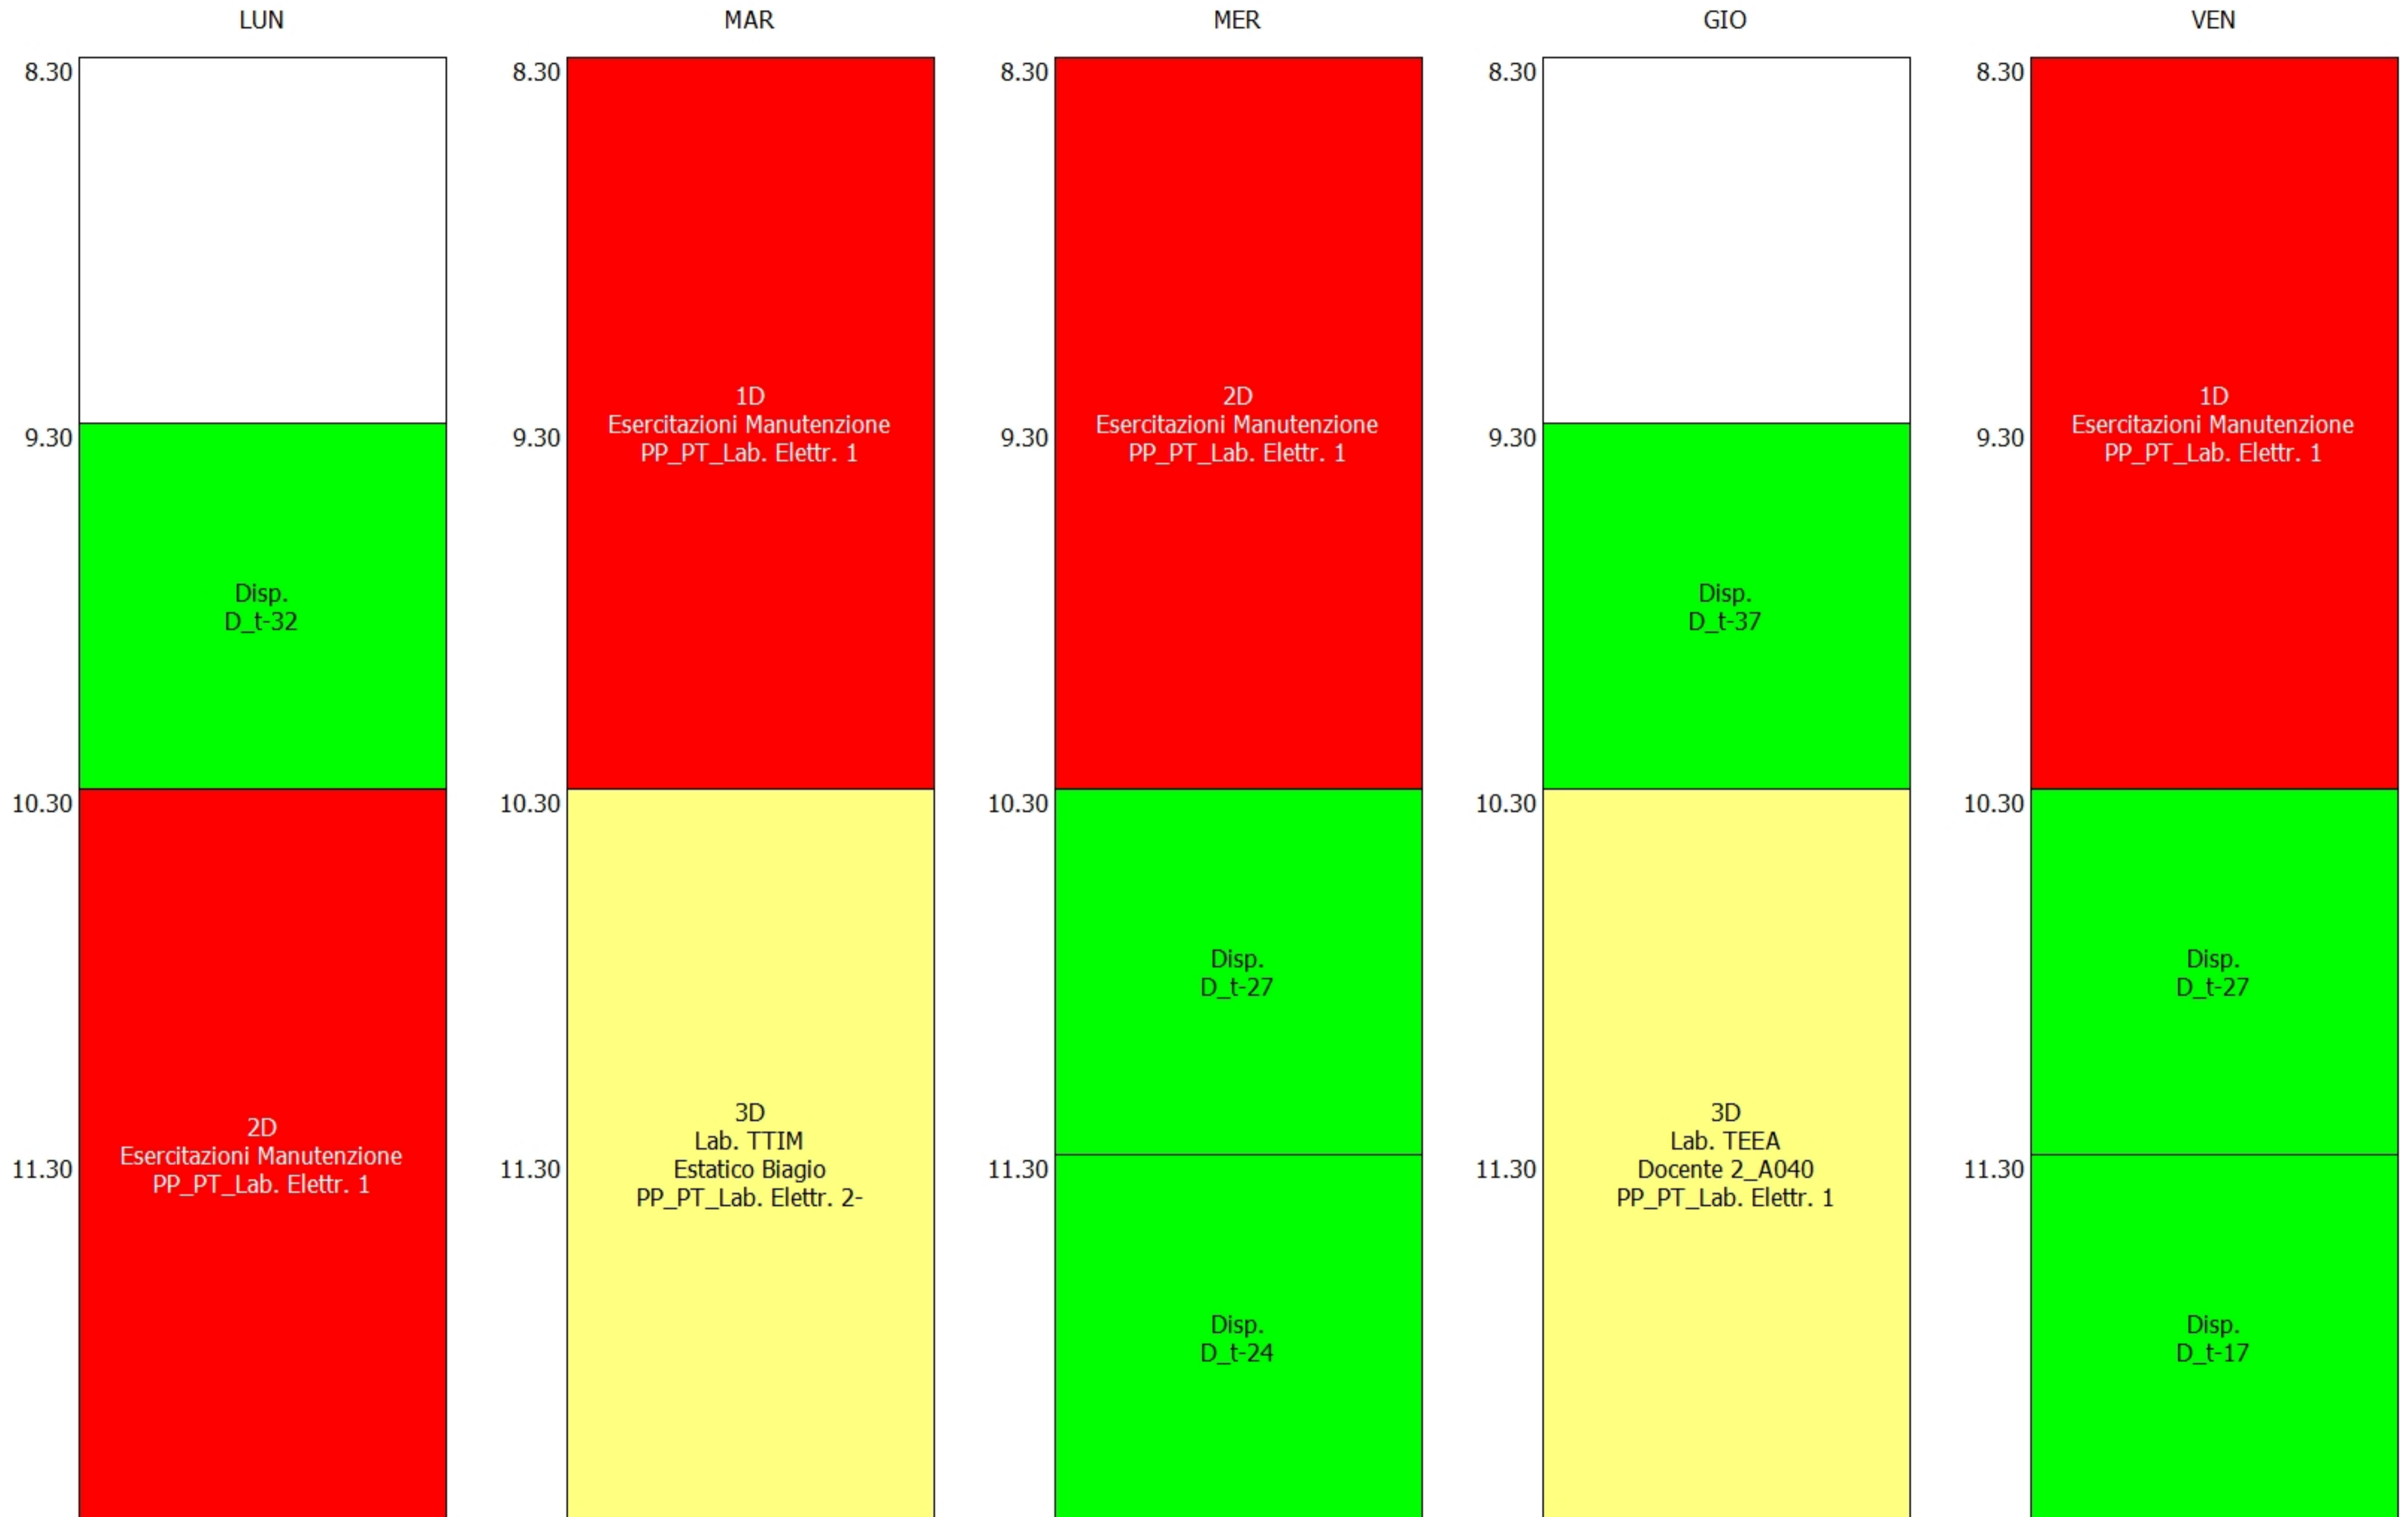 LUN
8.30
9.30
Disp.
D_t-32
10.30
2D
Esercitazioni Manutenzione
PP_PT_Lab. Elettr. 1
11.30
MAR
8.30
1D
Esercitazioni Manutenzione
PP_PT_Lab. Elettr. 1
9.30
10.30
3D
Lab. TTIM
Estatico Biagio
PP_PT_Lab. Elettr. 2-
11.30
MER
8.30
2D
Esercitazioni Manutenzione
PP_PT_Lab. Elettr. 1
9.30
10.30
Disp.
D_t-27
11.30
Disp.
D_t-24
GIO
8.30
9.30
Disp.
D_t-37
10.30
3D
Lab. TEEA
Docente 2_A040
PP_PT_Lab. Elettr. 1
11.30
VEN
8.30
1D
Esercitazioni Manutenzione
PP_PT_Lab. Elettr. 1
9.30
10.30
Disp.
D_t-27
11.30
Disp.
D_t-17